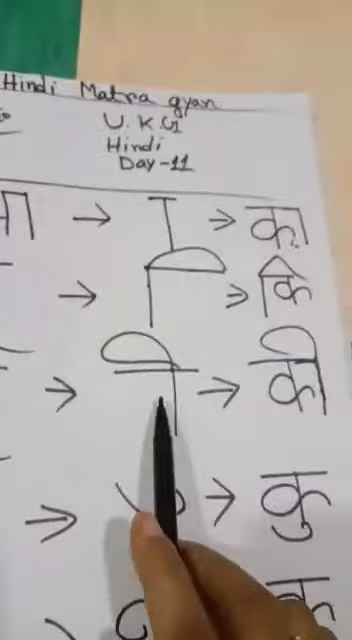 Hindi Matra gyan
U.K.G
Hindi
Day -11
→ ा ⇒ का
→ ि ⇒ कि
→ ी → की
→ → कु